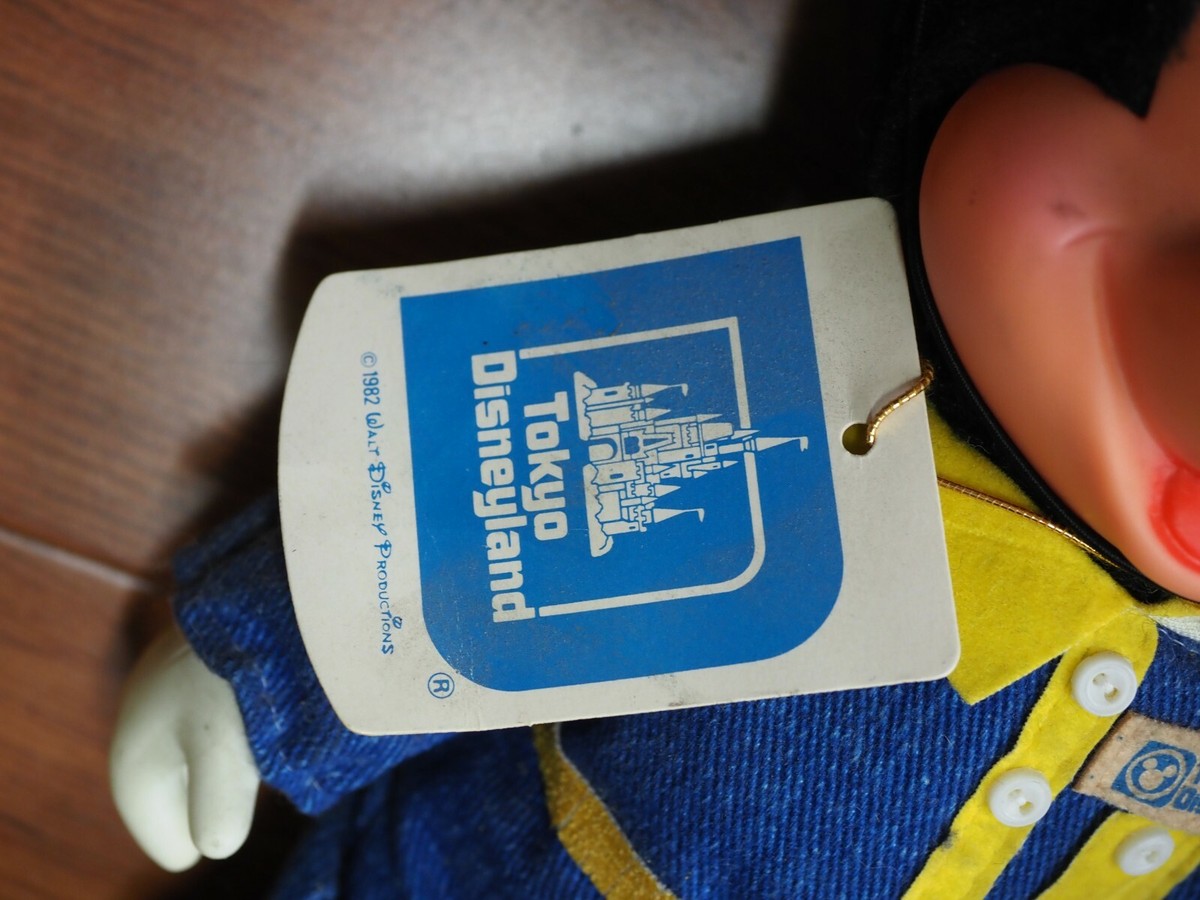 Tokyo
Disneyland
®
© 1982 WALT DISNEY PRODUCTIONS